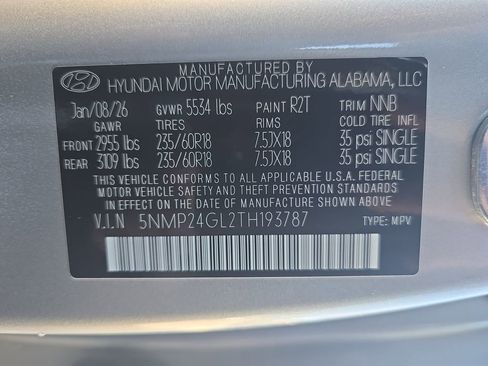 MANUFACTURED BY
HYUNDAI MOTOR MANUFACTURING ALABAMA, LLC
Jan/08/26 GVWR 5534 lbs PAINT R2T TRIM NNB
GAWR TIRES RIMS COLD TIRE INFL
FRONT 2955 lbs 235/60R18 7.5JX18 35 psi SINGLE
REAR 3109 lbs 235/60R18 7.5JX18 35 psi SINGLE
THIS VEHICLE CONFORMS TO ALL APPLICABLE U.S.A. FEDERAL
MOTOR VEHICLE SAFETY AND THEFT PREVENTION STANDARDS
IN EFFECT ON THE DATE OF MANUFACTURE SHOWN ABOVE.
V.I.N 5NMP24GL2TH193787 TYPE: MPV